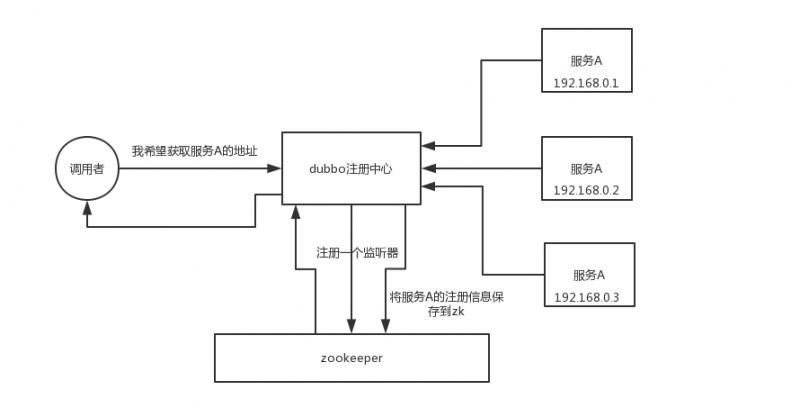 服务A
192.168.0.1
我希望获取服务A的地址
调用者
dubbo注册中心
服务A
192.168.0.2
注册一个监听器
服务A
192.168.0.3
将服务A的注册信息保
存到zk
zookeeper